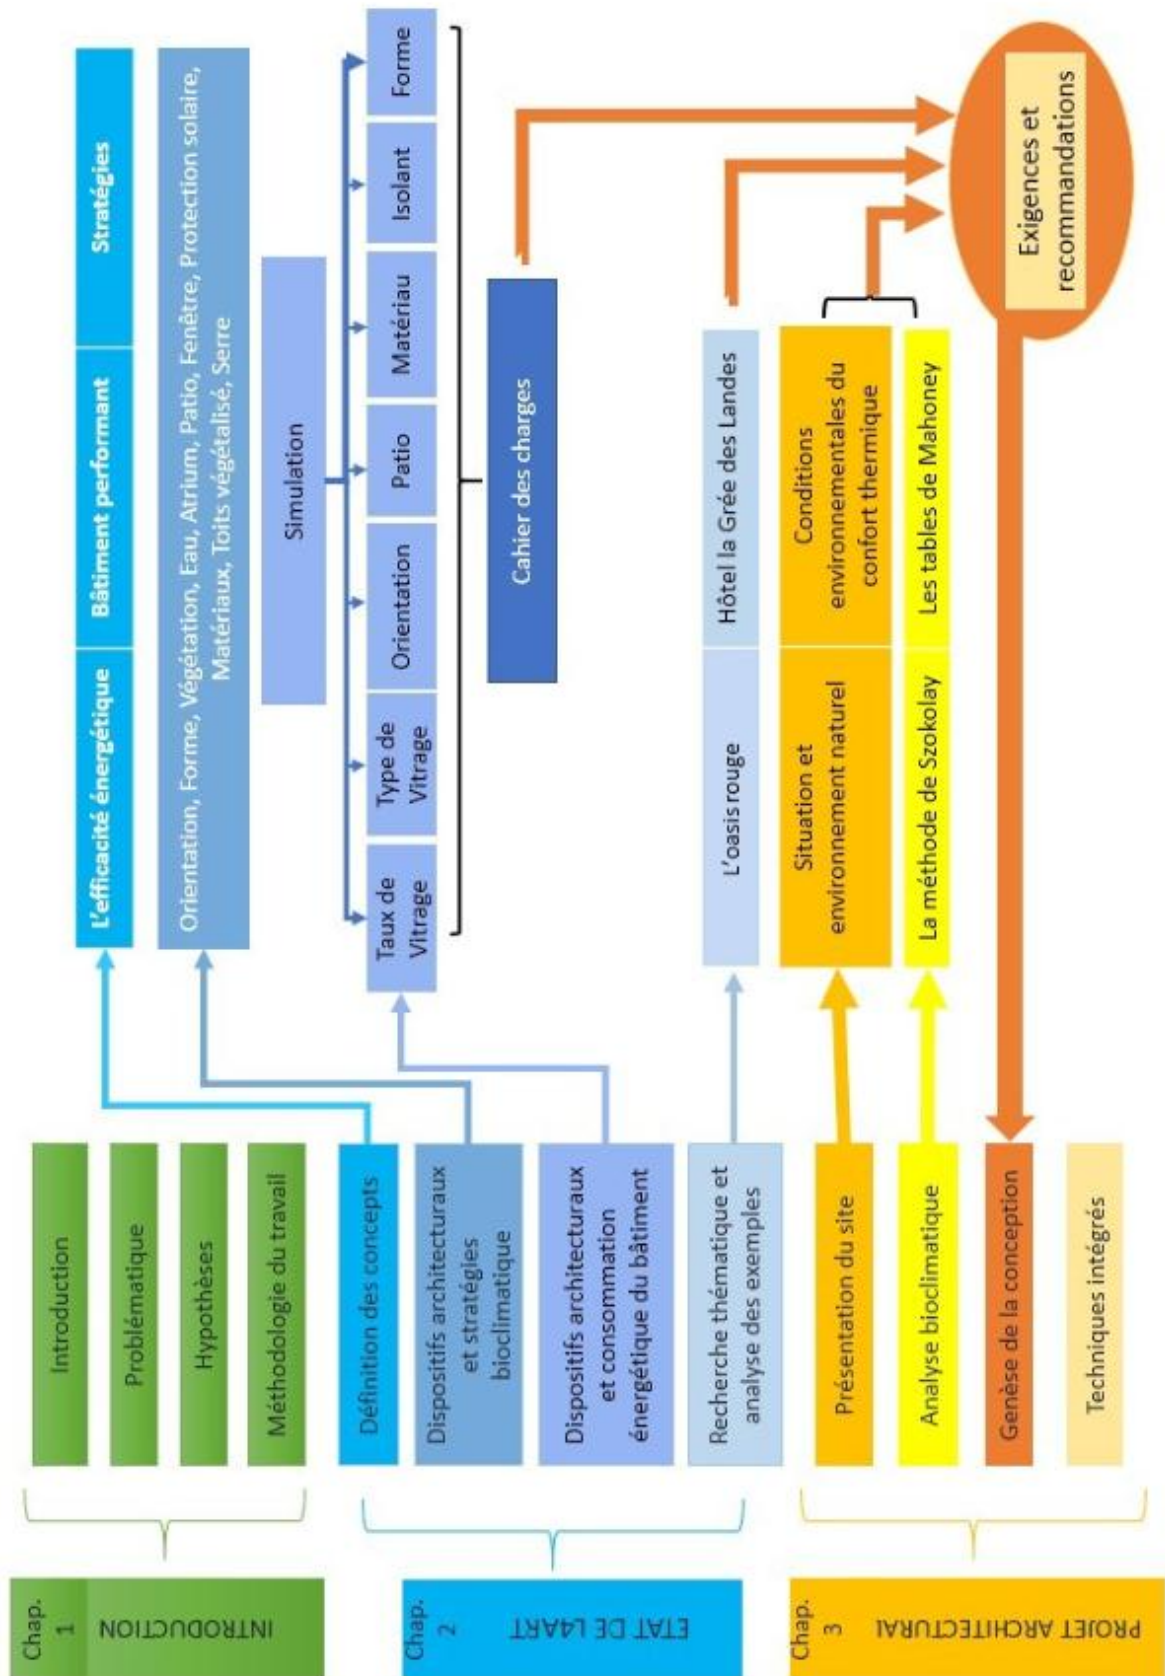 Chap.
1
INTRODUCTION
Introduction
Problématique
Hypothèses
Méthodologie du travail
Chap.
2
ETAT DE L4ART
Définition des concepts
Dispositifs architecturaux
et stratégies
bioclimatique
Dispositifs architecturaux
et consommation
énergétique du bâtiment
Recherche thématique et
analyse des exemples
L'efficacité énergétique
Bâtiment performant
Stratégies
Orientation, Forme, Végétation, Eau, Atrium, Patio, Fenêtre, Protection solaire,
Matériaux, Toits végétalisé, Serre
Simulation
Taux de
Vitrage
Type de
Vitrage
Orientation
Patio
Matériau
Isolant
Forme
Cahier des charges
L'oasis rouge
Hôtel la Grée des Landes
Chap.
3
PROJET ARCHITECTURAL
Présentation du site
Analyse bioclimatique
Genèse de la conception
Techniques intégrés
Situation et
environnement naturel
Conditions
environnementales du
confort thermique
La méthode de Szokolay
Les tables de Mahoney
Exigences et
recommandations